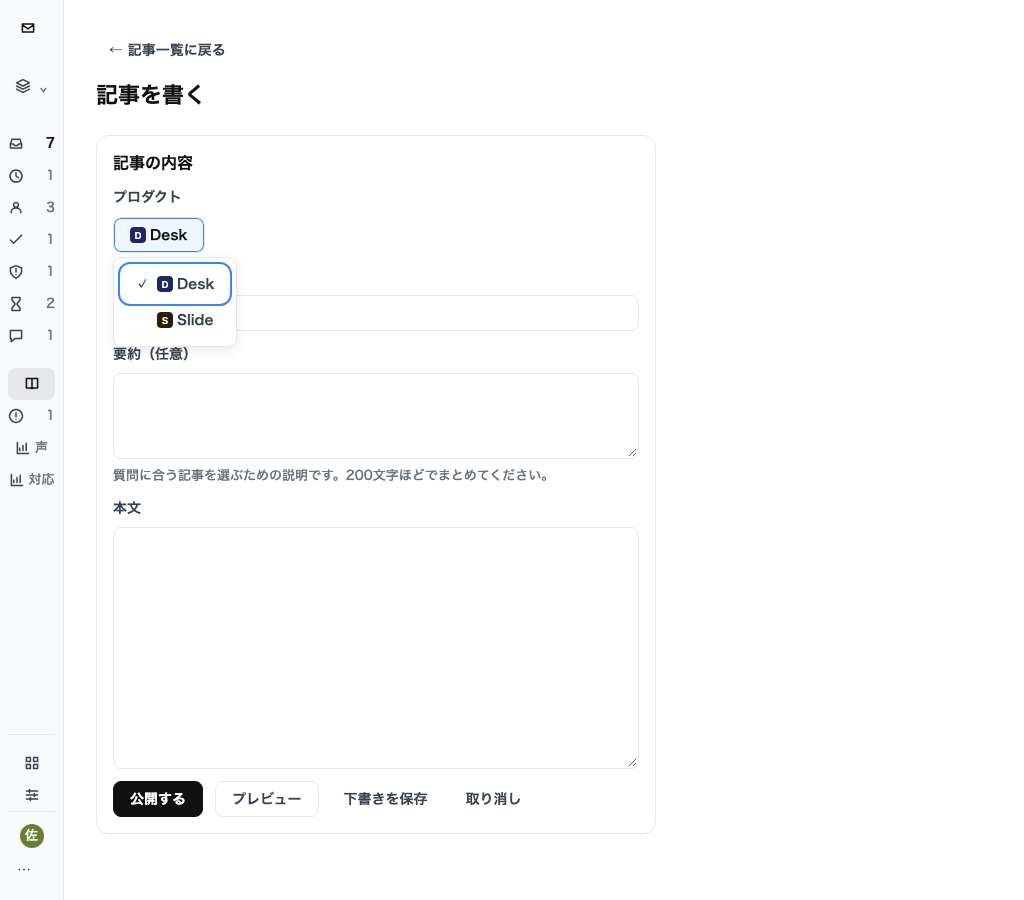 ← 記事一覧に戻る
記事を書く
7
1
3
1
1
2
1
1
声
対応
佐
…
記事の内容
プロダクト
D Desk
✓ D Desk
S Slide
要約（任意）
質問に合う記事を選ぶための説明です。200文字ほどでまとめてください。
本文
公開する
プレビュー
下書きを保存
取り消し